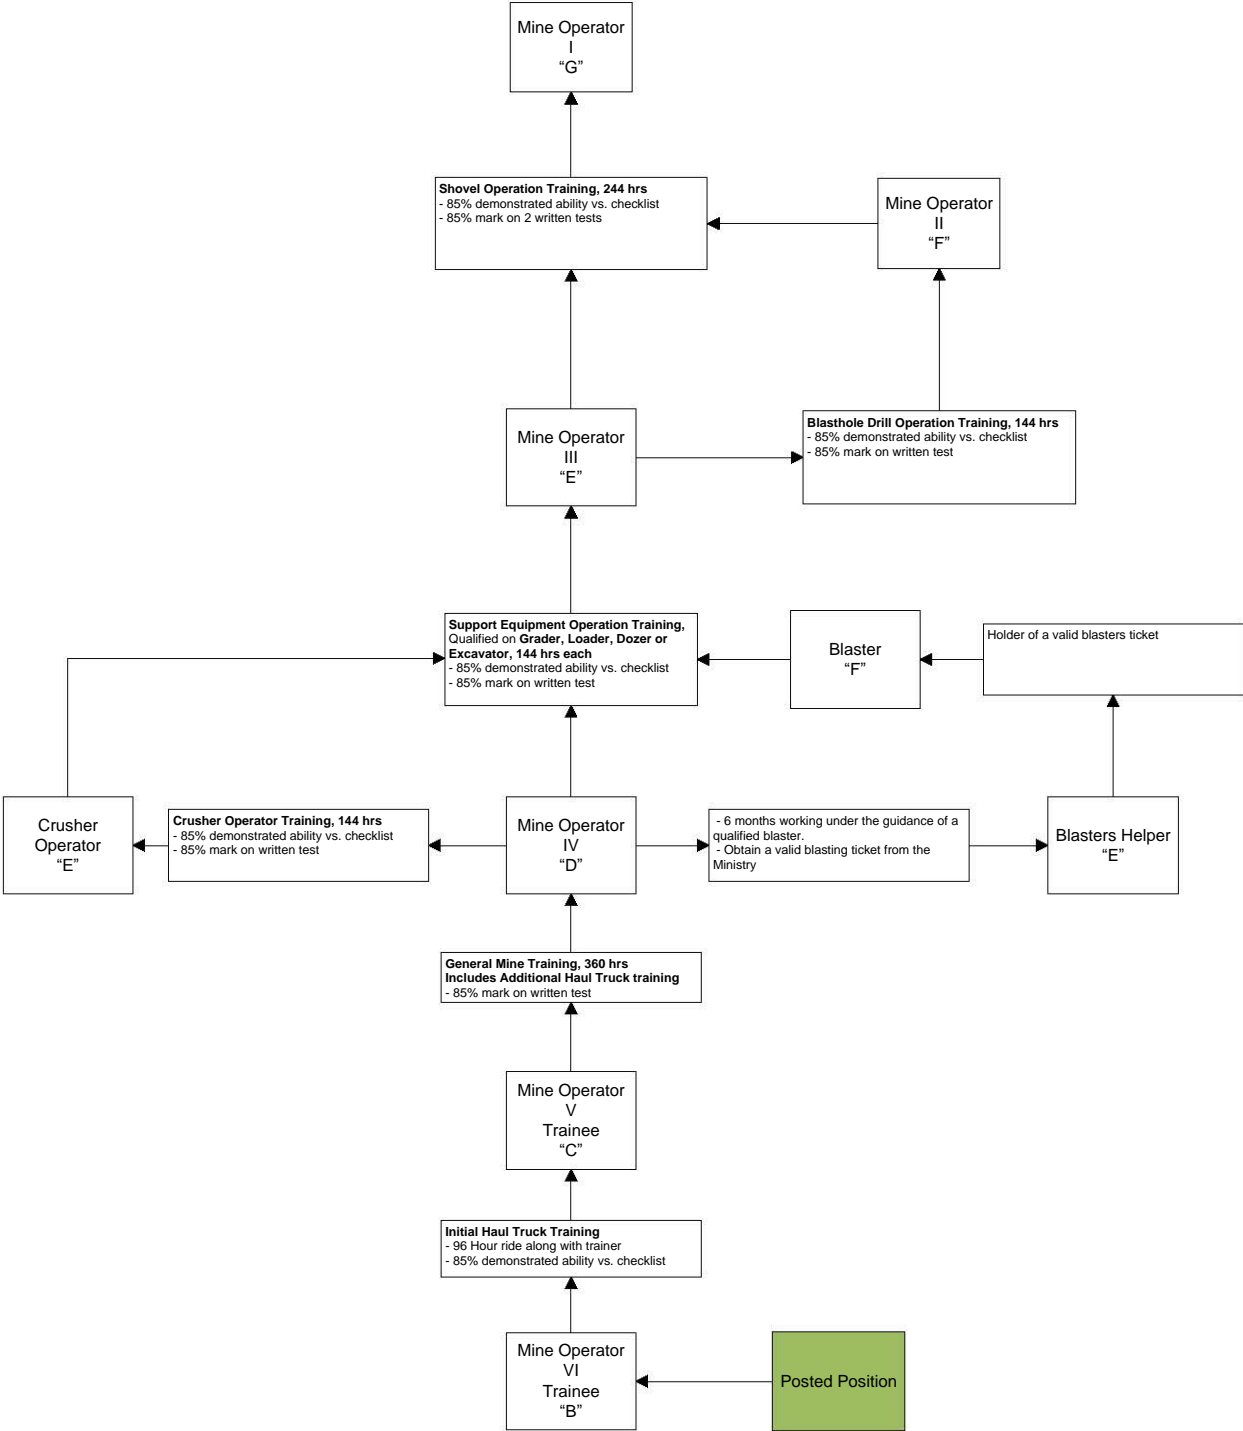 Mine Operator
I
“G”
Shovel Operation Training, 244 hrs
- 85% demonstrated ability vs. checklist
- 85% mark on 2 written tests
Mine Operator
II
“F”
Mine Operator
III
“E”
Blasthole Drill Operation Training, 144 hrs
- 85% demonstrated ability vs. checklist
- 85% mark on written test
Support Equipment Operation Training,
Qualified on Grader, Loader, Dozer or
Excavator, 144 hrs each
- 85% demonstrated ability vs. checklist
- 85% mark on written test
Blaster
“F”
Holder of a valid blasters ticket
Crusher
Operator
“E”
Crusher Operator Training, 144 hrs
- 85% demonstrated ability vs. checklist
- 85% mark on written test
Mine Operator
IV
“D”
- 6 months working under the guidance of a
qualified blaster.
- Obtain a valid blasting ticket from the
Ministry
Blasters Helper
“E”
General Mine Training, 360 hrs
Includes Additional Haul Truck training
- 85% mark on written test
Mine Operator
V
Trainee
“C”
Initial Haul Truck Training
- 96 Hour ride along with trainer
- 85% demonstrated ability vs. checklist
Mine Operator
VI
Trainee
“B”
Posted Position